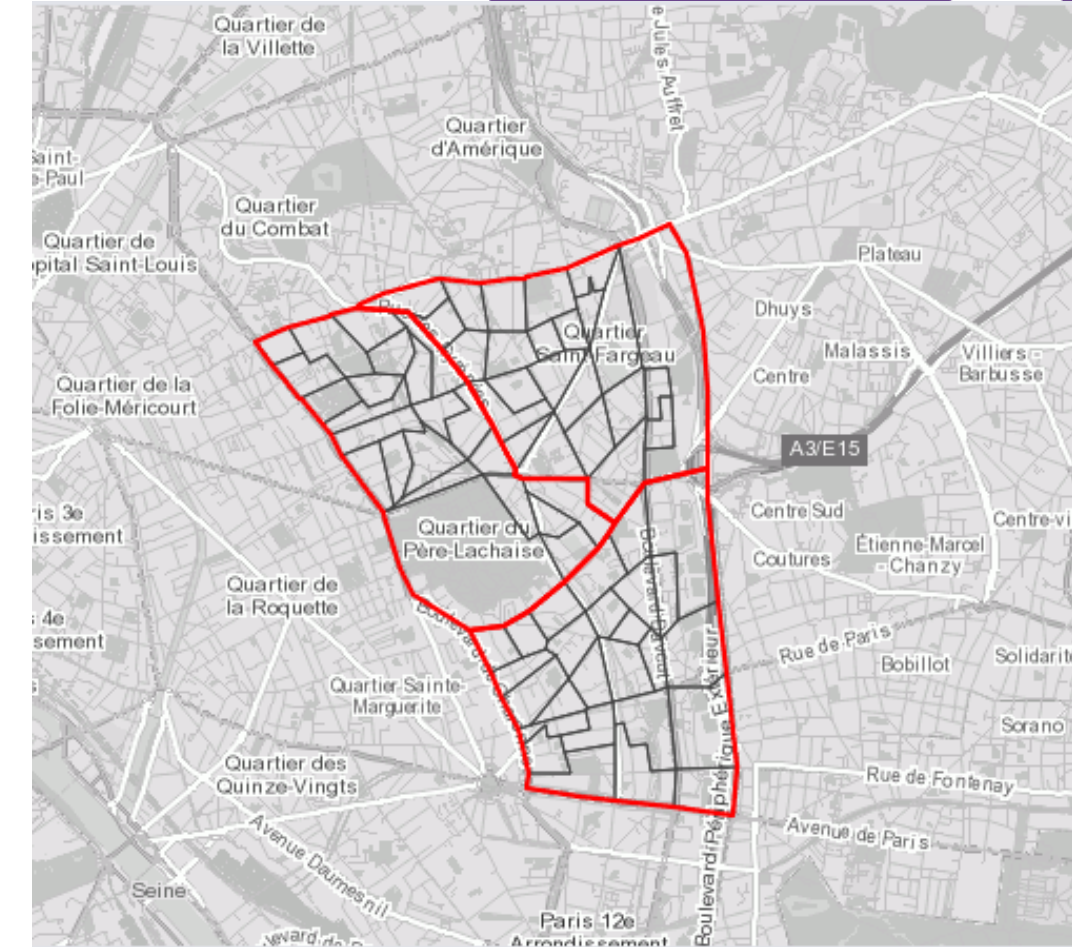 Quartier de
la Villette
e Jules Auffret
Quartier
d'Amérique
Saint-
e-Paul
Quartier
du Combat
Quartier de
pital Saint-Louis
Plateau
Dhuys
Quartier
Saint-Fargeau
Malassis
Villiers -
Barbusse
Centre
Quartier de la
Folie-Méricourt
A3/E15
ris 3e
issement
Centre Sud
Centre-vi
Quartier du
Père-Lachaise
Étienne-Marcel
- Chanzy
Coutures
Quartier de
la Roquette
4e
sement
Rue de Paris
Bobillot
Solidarité
Quartier Sainte-
Marguerite
Sorano
Quartier des
Quinze-Vingts
Rue de Fontenay
Avenue Daumesnil
Boulevard Périphérique Extérieur
Avenue de Paris
Seine
Paris 12e
Arrondissement